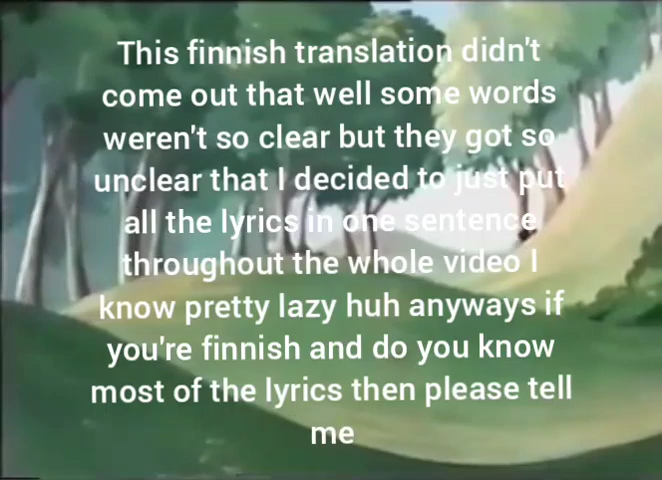 This finnish translation didn't
come out that well some words
weren't so clear but they got so
unclear that I decided to just put
all the lyrics in one sentence
throughout the whole video I
know pretty lazy huh anyways if
you're finnish and do you know
most of the lyrics then please tell
me